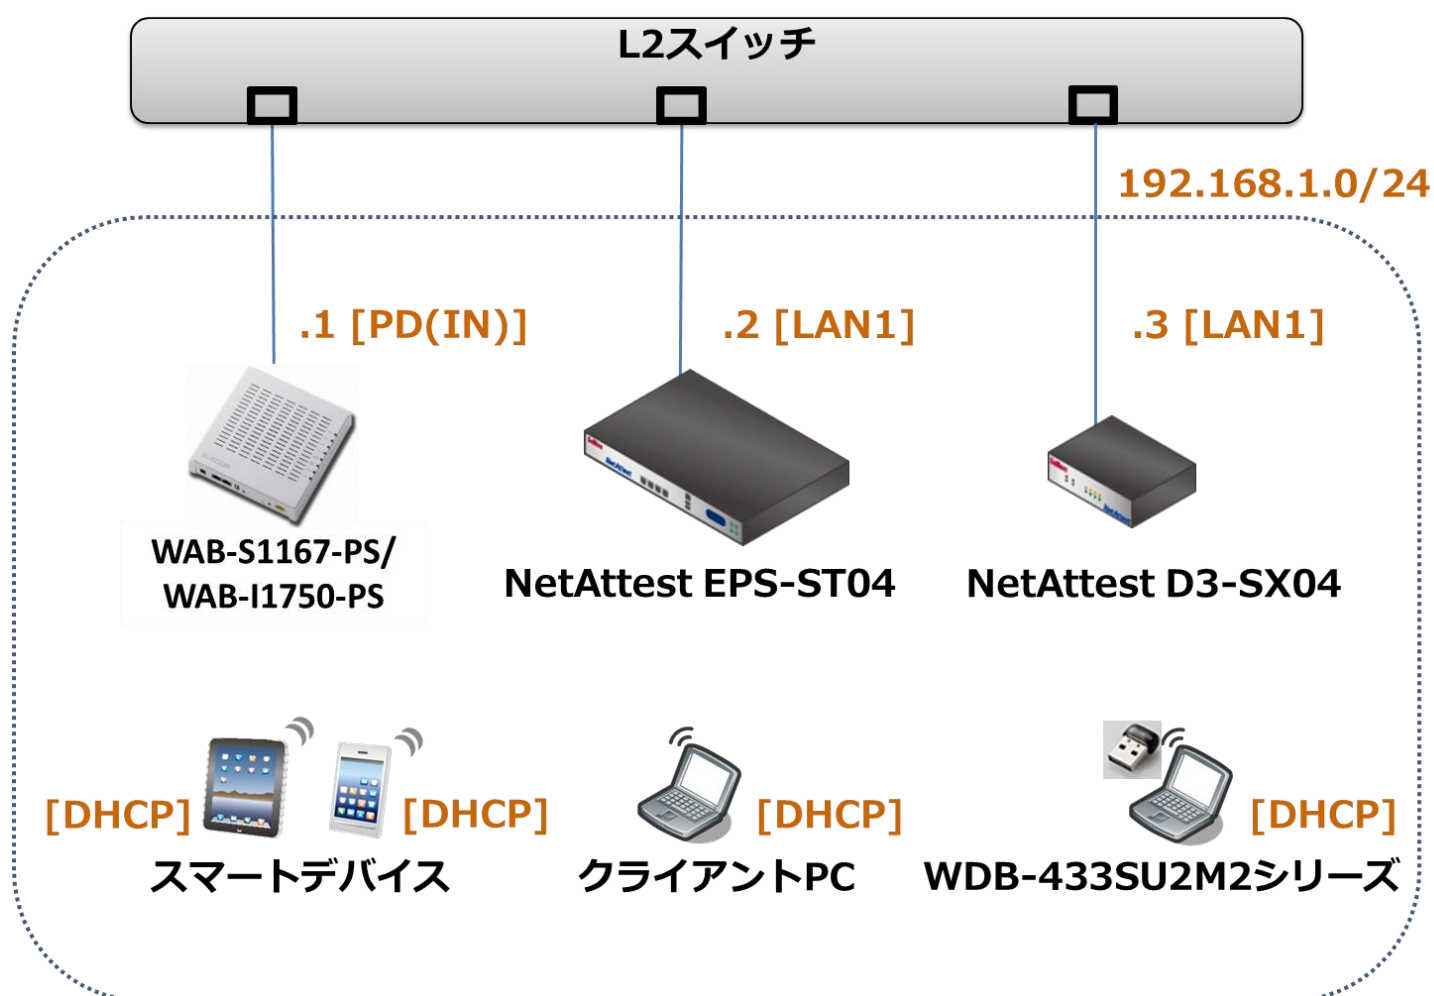 L2スイッチ
192.168.1.0/24
.1 [PD(IN)]
.2 [LAN1]
.3 [LAN1]
ELECOM
NetAttest
NetAttest
WAB-S1167-PS/
WAB-I1750-PS
NetAttest EPS-ST04
NetAttest D3-SX04
[DHCP]
[DHCP]
[DHCP]
[DHCP]
スマートデバイス
クライアントPC
WDB-433SU2M2シリーズ